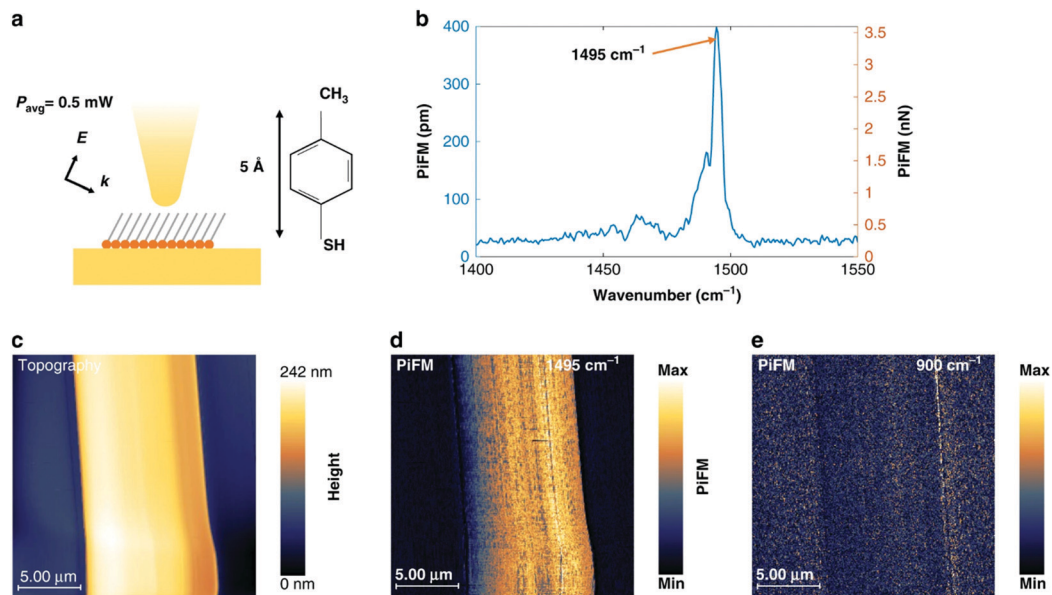 a
P avg = 0.5 mW
E
k
5 Å
CH3
SH
b
400
300
200
100
0
PiFM (pm)
1495 cm⁻¹
3.5
3
2.5
2
1.5
1
0.5
0
PiFM (nN)
1400
1450
1500
1550
Wavenumber (cm⁻¹)
c
Topography
5.00 μm
242 nm
Height
0 nm
d
PiFM
1495 cm⁻¹
5.00 μm
Max
PiFM
Min
e
PiFM
900 cm⁻¹
5.00 μm
Max
Min